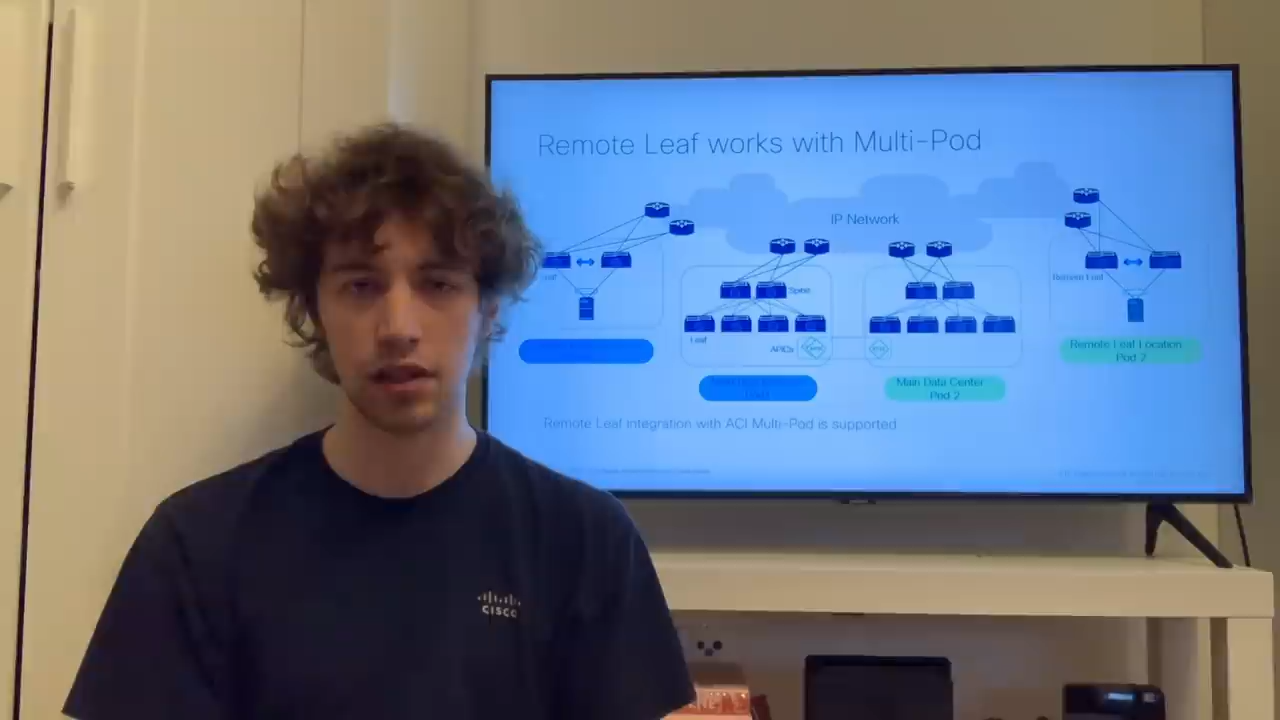 Remote Leaf works with Multi-Pod
IP Network
Remote Leaf
Spine
Leaf
APICs
Remote Leaf Location
Pod 2
Main Data Center
Pod 2
Remote Leaf integration with ACI Multi-Pod is supported
CISCO